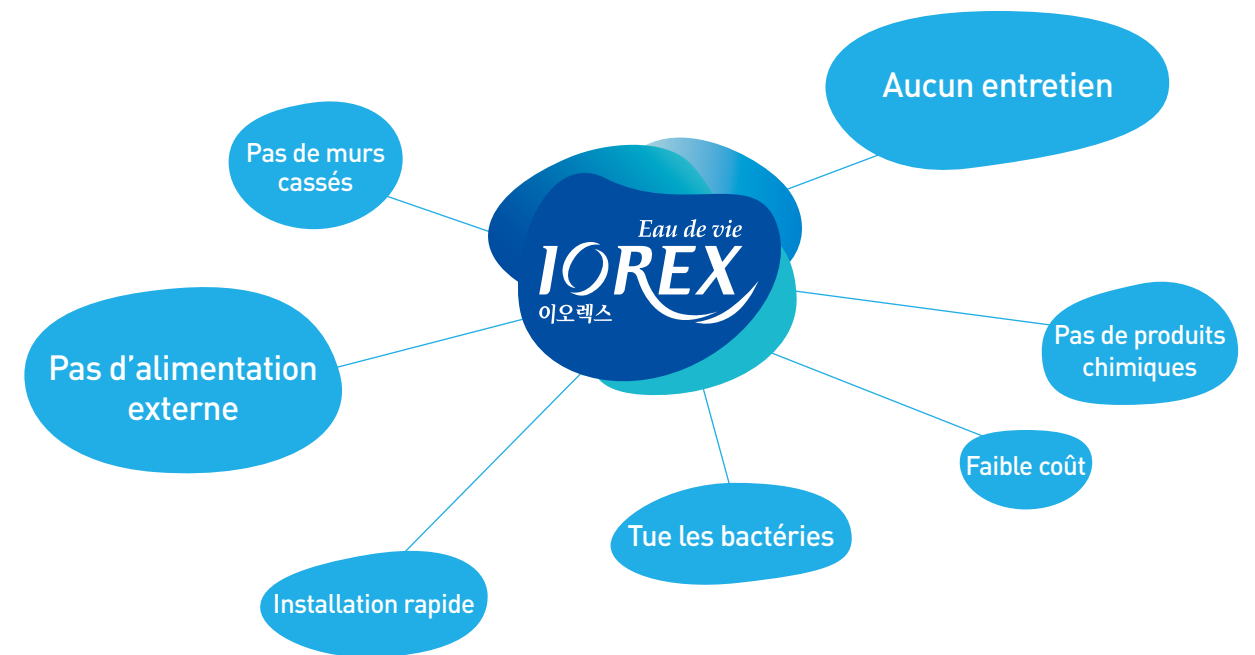 Aucun entretien
Pas de murs
cassés
Eau de vie
IOREX
이오렉스
Pas de produits
chimiques
Pas d’alimentation
externe
Faible coût
Tue les bactéries
Installation rapide